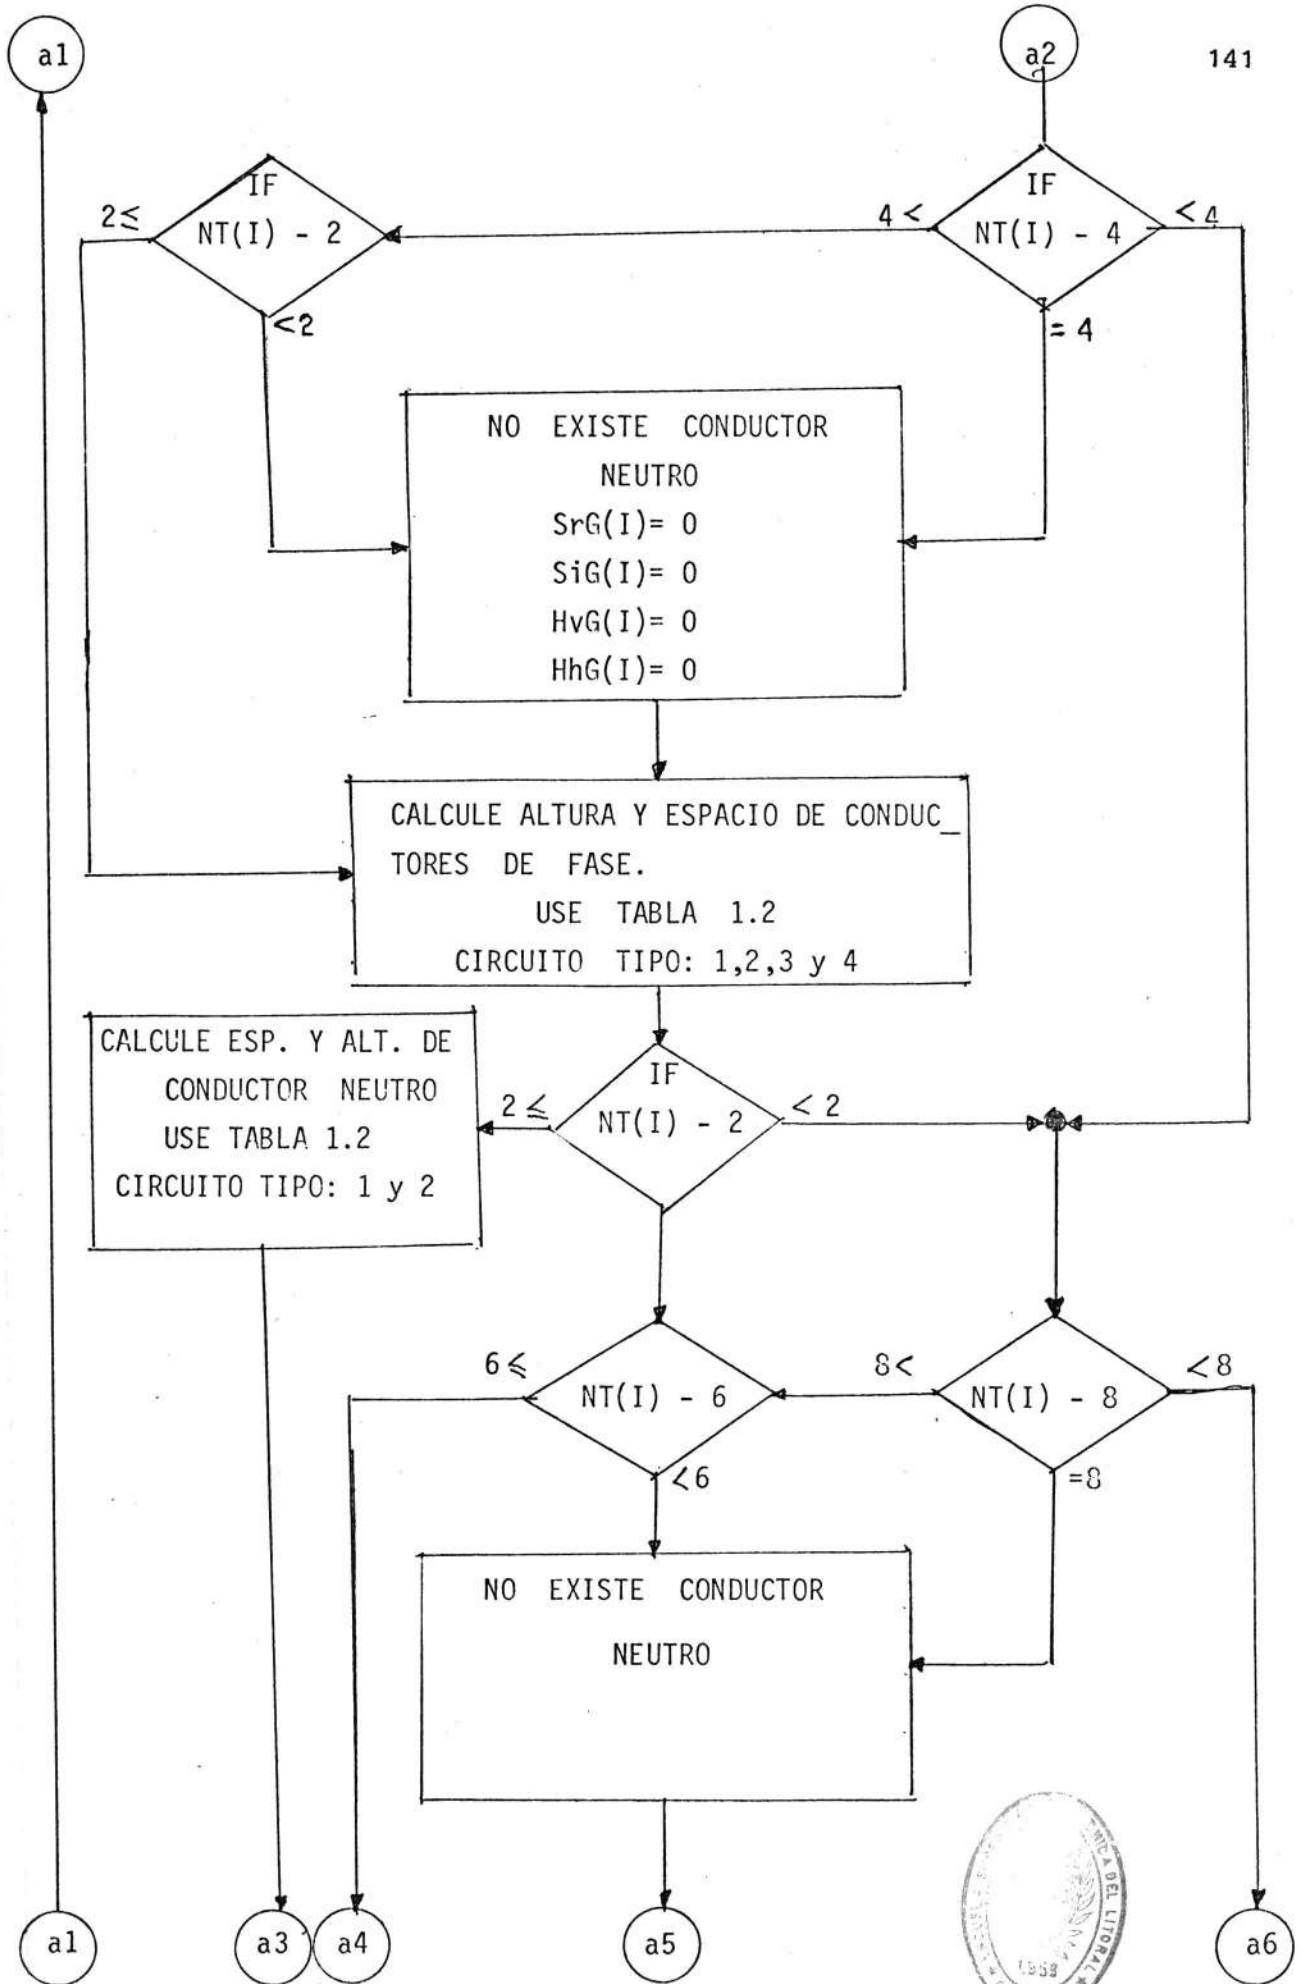 a1
a2
141
IF
NT(I) - 2
2≤
<2
IF
NT(I) - 4
4<
<4
=4
NO EXISTE CONDUCTOR
NEUTRO
SrG(I)= 0
SiG(I)= 0
HvG(I)= 0
HhG(I)= 0
CALCULE ALTURA Y ESPACIO DE CONDUC_
TORES DE FASE.
USE TABLA 1.2
CIRCUITO TIPO: 1,2,3 y 4
CALCULE ESP. Y ALT. DE
CONDUCTOR NEUTRO
USE TABLA 1.2
CIRCUITO TIPO: 1 y 2
2≤
IF
NT(I) - 2
<2
6≤
NT(I) - 6
<6
8<
NT(I) - 8
<8
=8
NO EXISTE CONDUCTOR
NEUTRO
DEL LITORAL
1958
a1
a3
a4
a5
a6